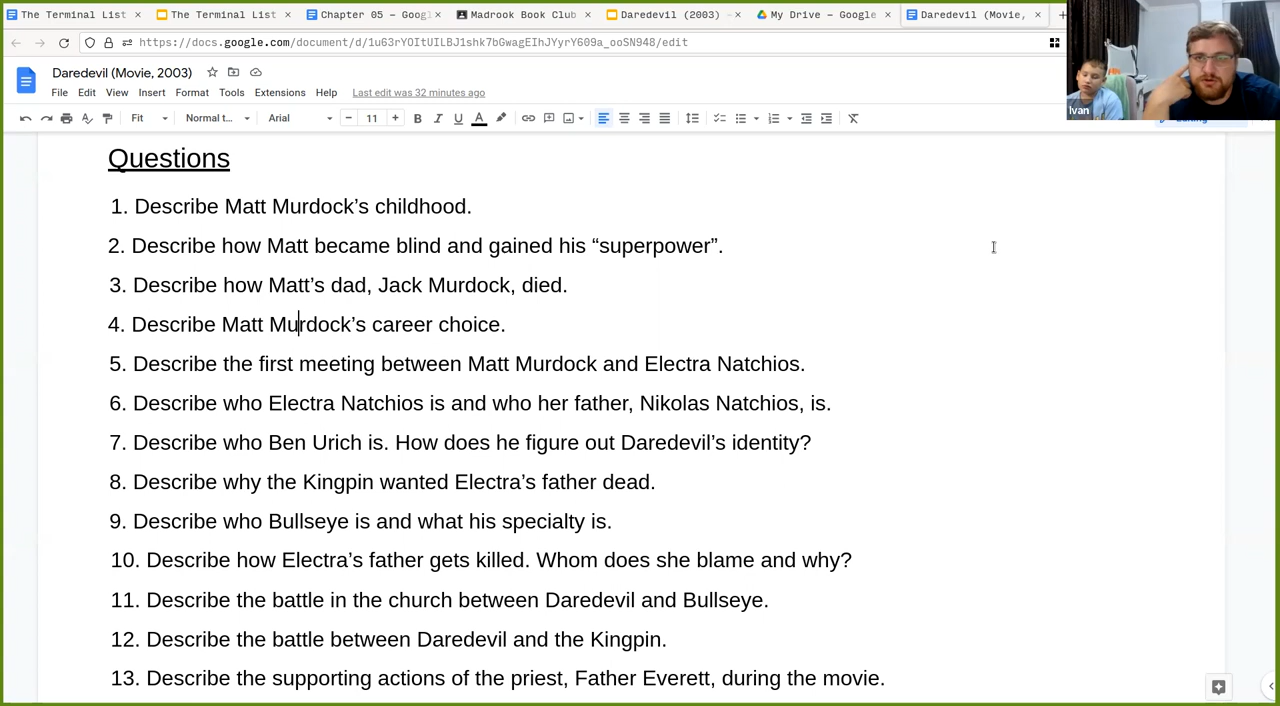 The Terminal List
The Terminal List
Chapter 05 – Goog
Madrook Book Club
Daredevil (2003) -
My Drive – Google
Daredevil (Movie,
https://docs.google.com/document/d/1u63rYOItUILBJ1shk7bGwagEIhJYyrY609a_ooSN948/edit
Daredevil (Movie, 2003)
File Edit View Insert Format Tools Extensions Help Last edit was 32 minutes ago
Fit Normal t... Arial 11 B I U A
Ivan
Questions
1. Describe Matt Murdock’s childhood.
2. Describe how Matt became blind and gained his “superpower”.
3. Describe how Matt’s dad, Jack Murdock, died.
4. Describe Matt Murdock’s career choice.
5. Describe the first meeting between Matt Murdock and Electra Natchios.
6. Describe who Electra Natchios is and who her father, Nikolas Natchios, is.
7. Describe who Ben Urich is. How does he figure out Daredevil’s identity?
8. Describe why the Kingpin wanted Electra’s father dead.
9. Describe who Bullseye is and what his specialty is.
10. Describe how Electra’s father gets killed. Whom does she blame and why?
11. Describe the battle in the church between Daredevil and Bullseye.
12. Describe the battle between Daredevil and the Kingpin.
13. Describe the supporting actions of the priest, Father Everett, during the movie.